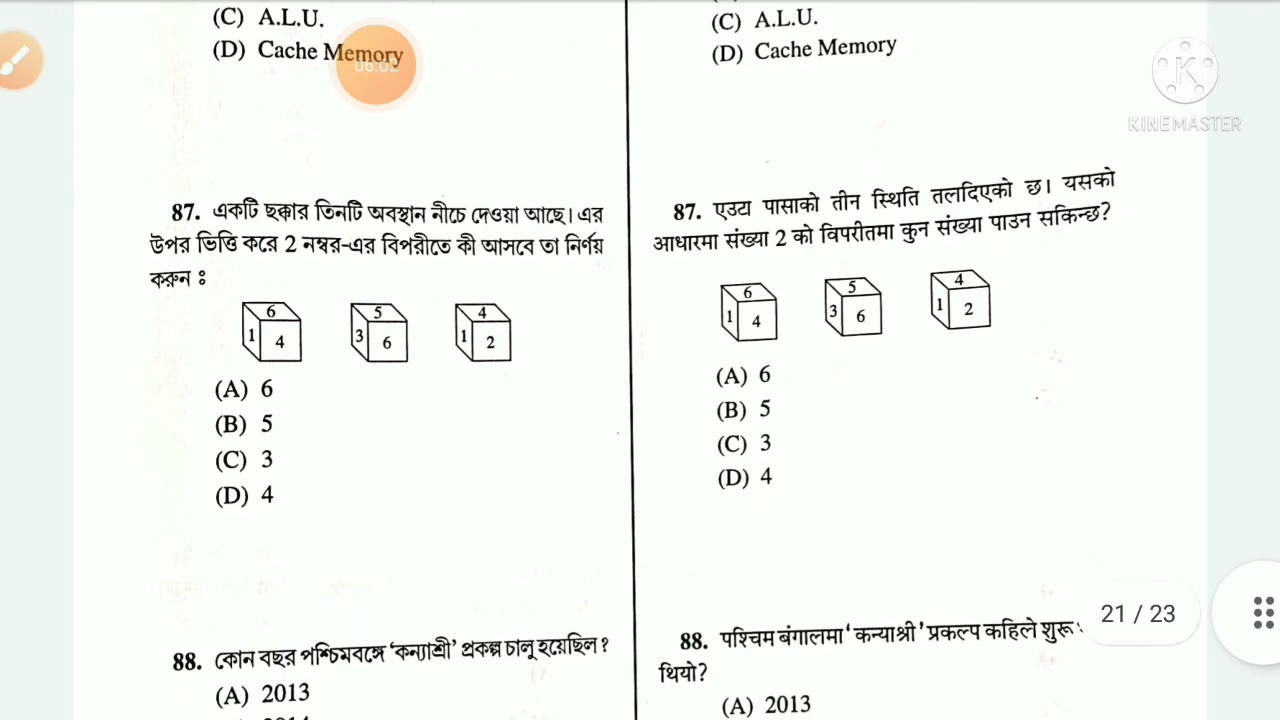 (C) A.L.U.
(D) Cache Memory
06:02
87. একটি ছক্কার তিনটি অবস্থান নীচে দেওয়া আছে। এর
উপর ভিত্তি করে 2 নম্বর-এর বিপরীতে কী আসবে তা নির্ণয়
করুন ঃ
6
1 4
5
3 6
4
1 2
(A) 6
(B) 5
(C) 3
(D) 4
88. কোন বছর পশ্চিমবঙ্গে ‘কন্যাশ্রী’ প্রকল্প চালু হয়েছিল ?
(A) 2013
(C) A.L.U.
(D) Cache Memory
KINEMASTER
87. एउटा पासाको तीन स्थिति तलदिएको छ। यसको
आधारमा संख्या 2 को विपरीतमा कुन संख्या पाउन सकिन्छ?
6
1 4
5
3 6
4
1 2
(A) 6
(B) 5
(C) 3
(D) 4
21 / 23
88. पश्चिम बंगालमा ‘कन्याश्री’ प्रकल्प कहिले शुरू
थियो?
(A) 2013